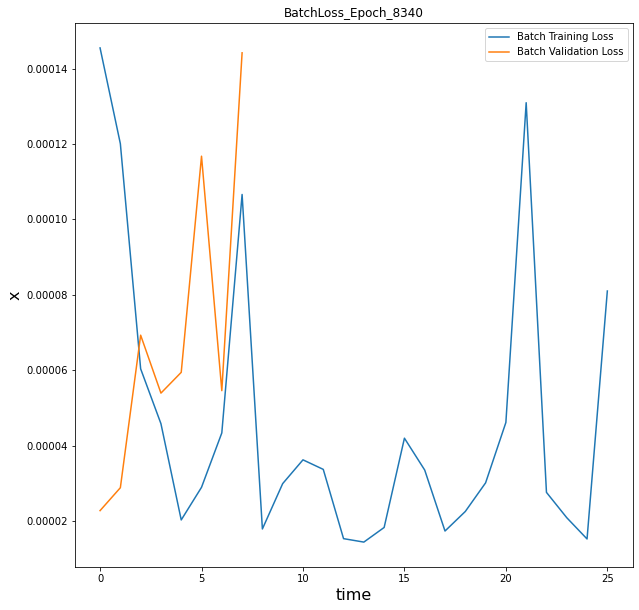 BatchLoss_Epoch_8340
Batch Training Loss
Batch Validation Loss
0.00014
0.00012
0.00010
0.00008
0.00006
0.00004
0.00002
x
0 5 10 15 20 25
time